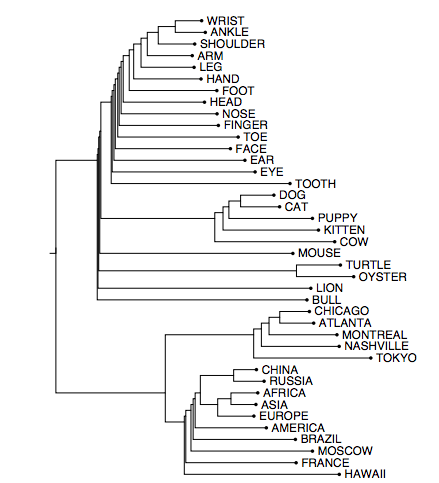 WRIST
ANKLE
SHOULDER
ARM
LEG
HAND
FOOT
HEAD
NOSE
FINGER
TOE
FACE
EAR
EYE
TOOTH
DOG
CAT
PUPPY
KITTEN
COW
MOUSE
TURTLE
OYSTER
LION
BULL
CHICAGO
ATLANTA
MONTREAL
NASHVILLE
TOKYO
CHINA
RUSSIA
AFRICA
ASIA
EUROPE
AMERICA
BRAZIL
MOSCOW
FRANCE
HAWAII